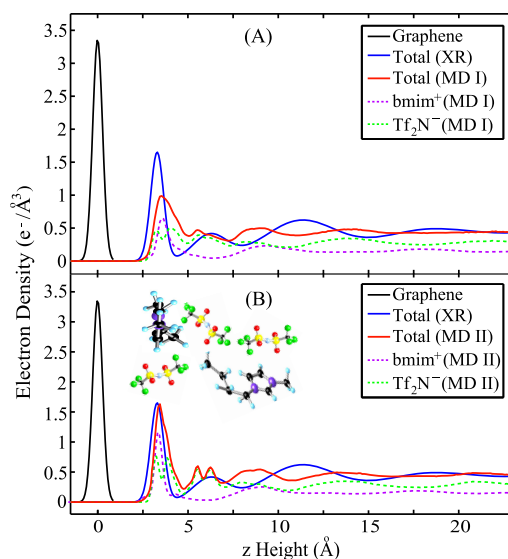 (A)
Graphene
Total (XR)
Total (MD I)
bmim⁺(MD I)
Tf₂N⁻(MD I)
3.5
3
2.5
2
1.5
1
0.5
0
Electron Density (e⁻/Å³)
(B)
Graphene
Total (XR)
Total (MD II)
bmim⁺(MD II)
Tf₂N⁻(MD II)
3.5
3
2.5
2
1.5
1
0.5
0
0 5 10 15 20
z Height (Å)